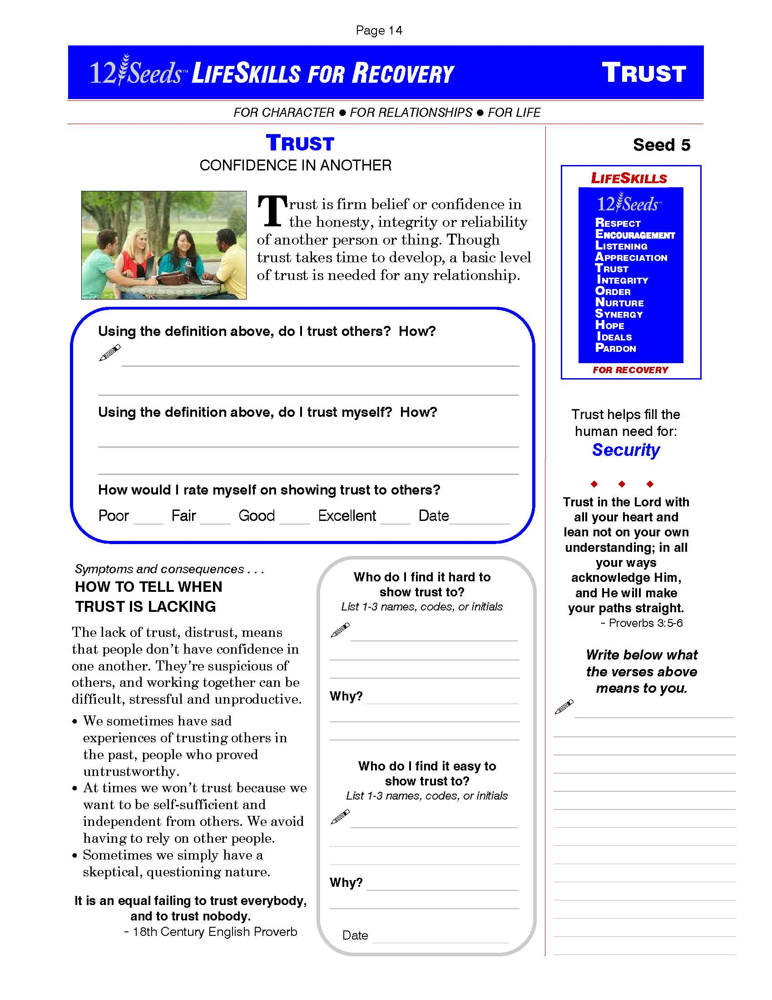 Page 14
12 Seeds™ LIFESKILLS FOR RECOVERY
TRUST
FOR CHARACTER ● FOR RELATIONSHIPS ● FOR LIFE
TRUST
CONFIDENCE IN ANOTHER
Trust is firm belief or confidence in
the honesty, integrity or reliability
of another person or thing. Though
trust takes time to develop, a basic level
of trust is needed for any relationship.
Using the definition above, do I trust others? How?
Using the definition above, do I trust myself? How?
How would I rate myself on showing trust to others?
Poor ____ Fair ____ Good ____ Excellent ____ Date________
Symptoms and consequences . . .
HOW TO TELL WHEN
TRUST IS LACKING
The lack of trust, distrust, means
that people don't have confidence in
one another. They're suspicious of
others, and working together can be
difficult, stressful and unproductive.
• We sometimes have sad
experiences of trusting others in
the past, people who proved
untrustworthy.
• At times we won't trust because we
want to be self-sufficient and
independent from others. We avoid
having to rely on other people.
• Sometimes we simply have a
skeptical, questioning nature.
It is an equal failing to trust everybody,
and to trust nobody.
- 18th Century English Proverb
Who do I find it hard to
show trust to?
List 1-3 names, codes, or initials
Why?
Who do I find it easy to
show trust to?
List 1-3 names, codes, or initials
Why?
Date
Seed 5
LIFESKILLS
12 Seeds™
RESPECT
ENCOURAGEMENT
LISTENING
APPRECIATION
TRUST
INTEGRITY
ORDER
NURTURE
SYNERGY
HOPE
IDEALS
PARDON
FOR RECOVERY
Trust helps fill the
human need for:
Security
Trust in the Lord with
all your heart and
lean not on your own
understanding; in all
your ways
acknowledge Him,
and He will make
your paths straight.
- Proverbs 3:5-6
Write below what
the verses above
means to you.